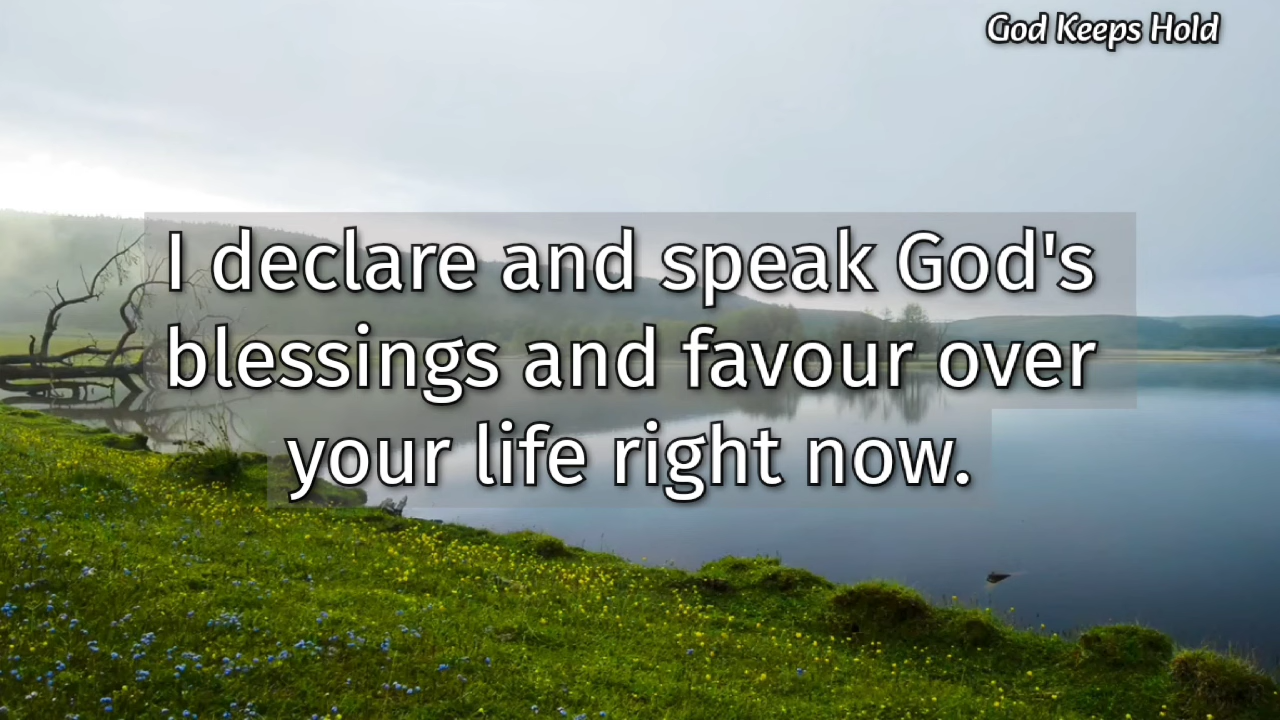 God Keeps Hold
I declare and speak God's
blessings and favour over
your life right now.